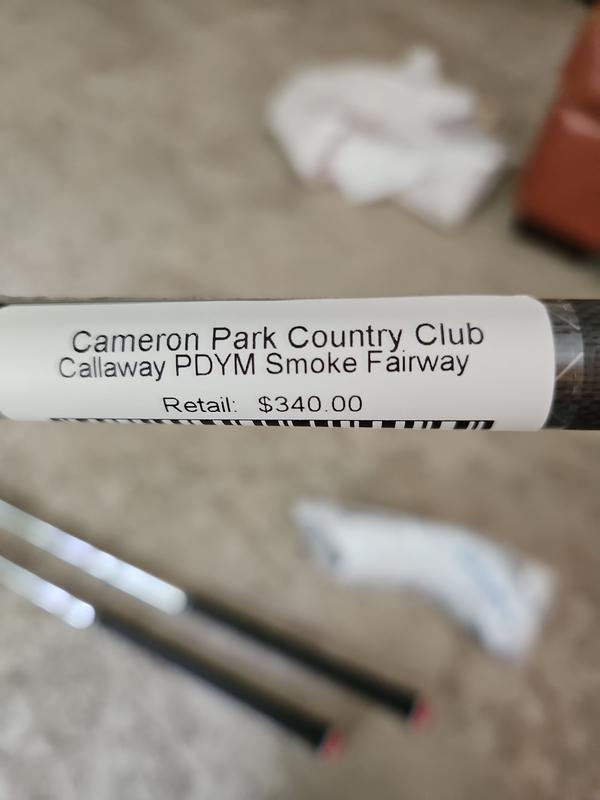 Cameron Park Country Club
Callaway PDYM Smoke Fairway
Retail: $340.00